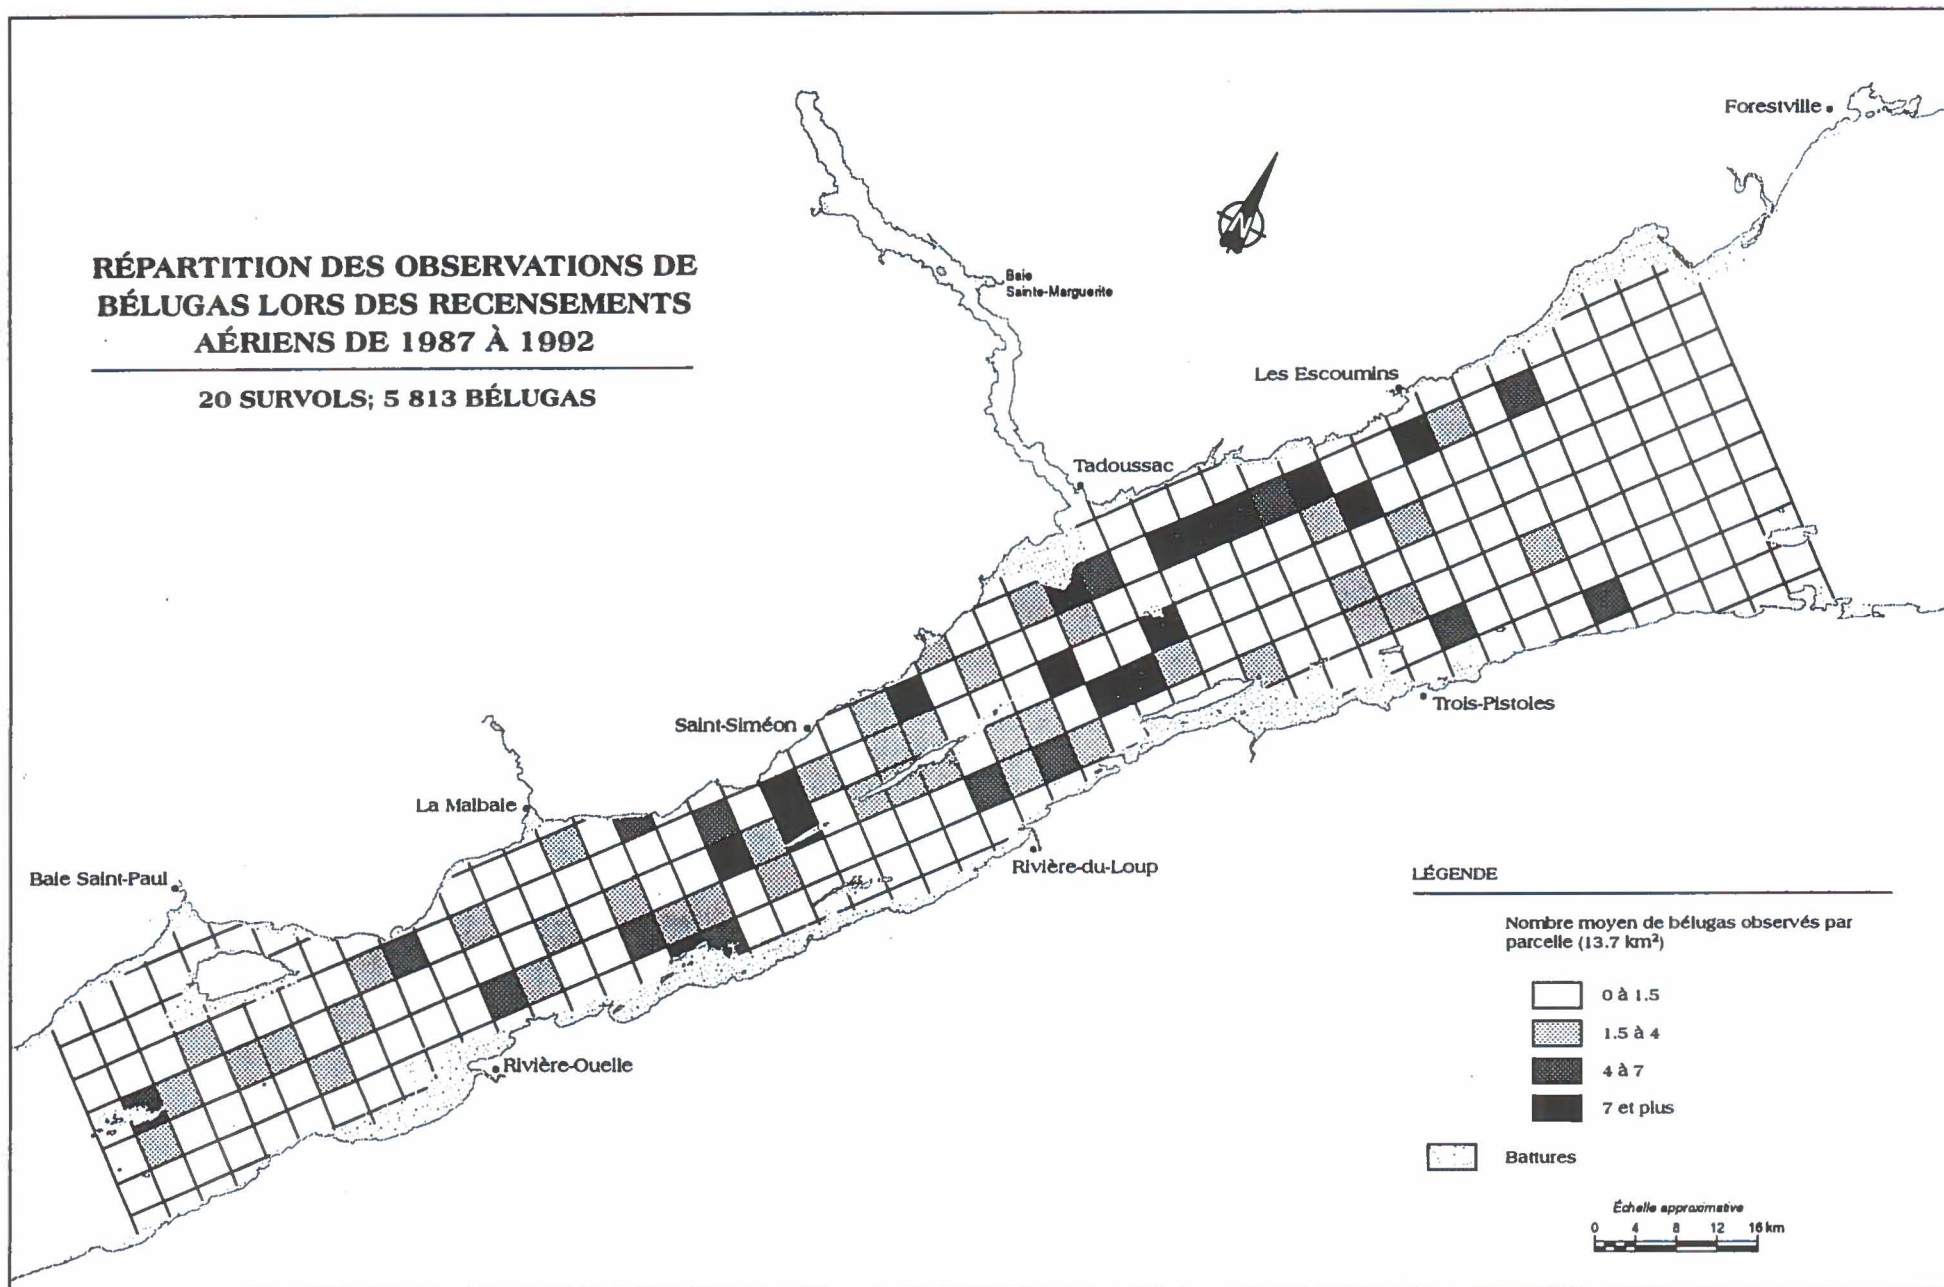 RÉPARTITION DES OBSERVATIONS DE
BÉLUGAS LORS DES RECENSEMENTS
AÉRIENS DE 1987 À 1992
20 SURVOLS; 5 813 BÉLUGAS
Forestville
N
Baie
Sainte-Marguerite
Les Escoumins
Tadoussac
Trois-Pistoles
Saint-Siméon
La Malbaie
Rivière-du-Loup
Baie Saint-Paul
Rivière-Ouelle
LÉGENDE
Nombre moyen de bélugas observés par
parcelle (13.7 km²)
0 à 1.5
1.5 à 4
4 à 7
7 et plus
Battures
Échelle approximative
0 4 8 12 16 km